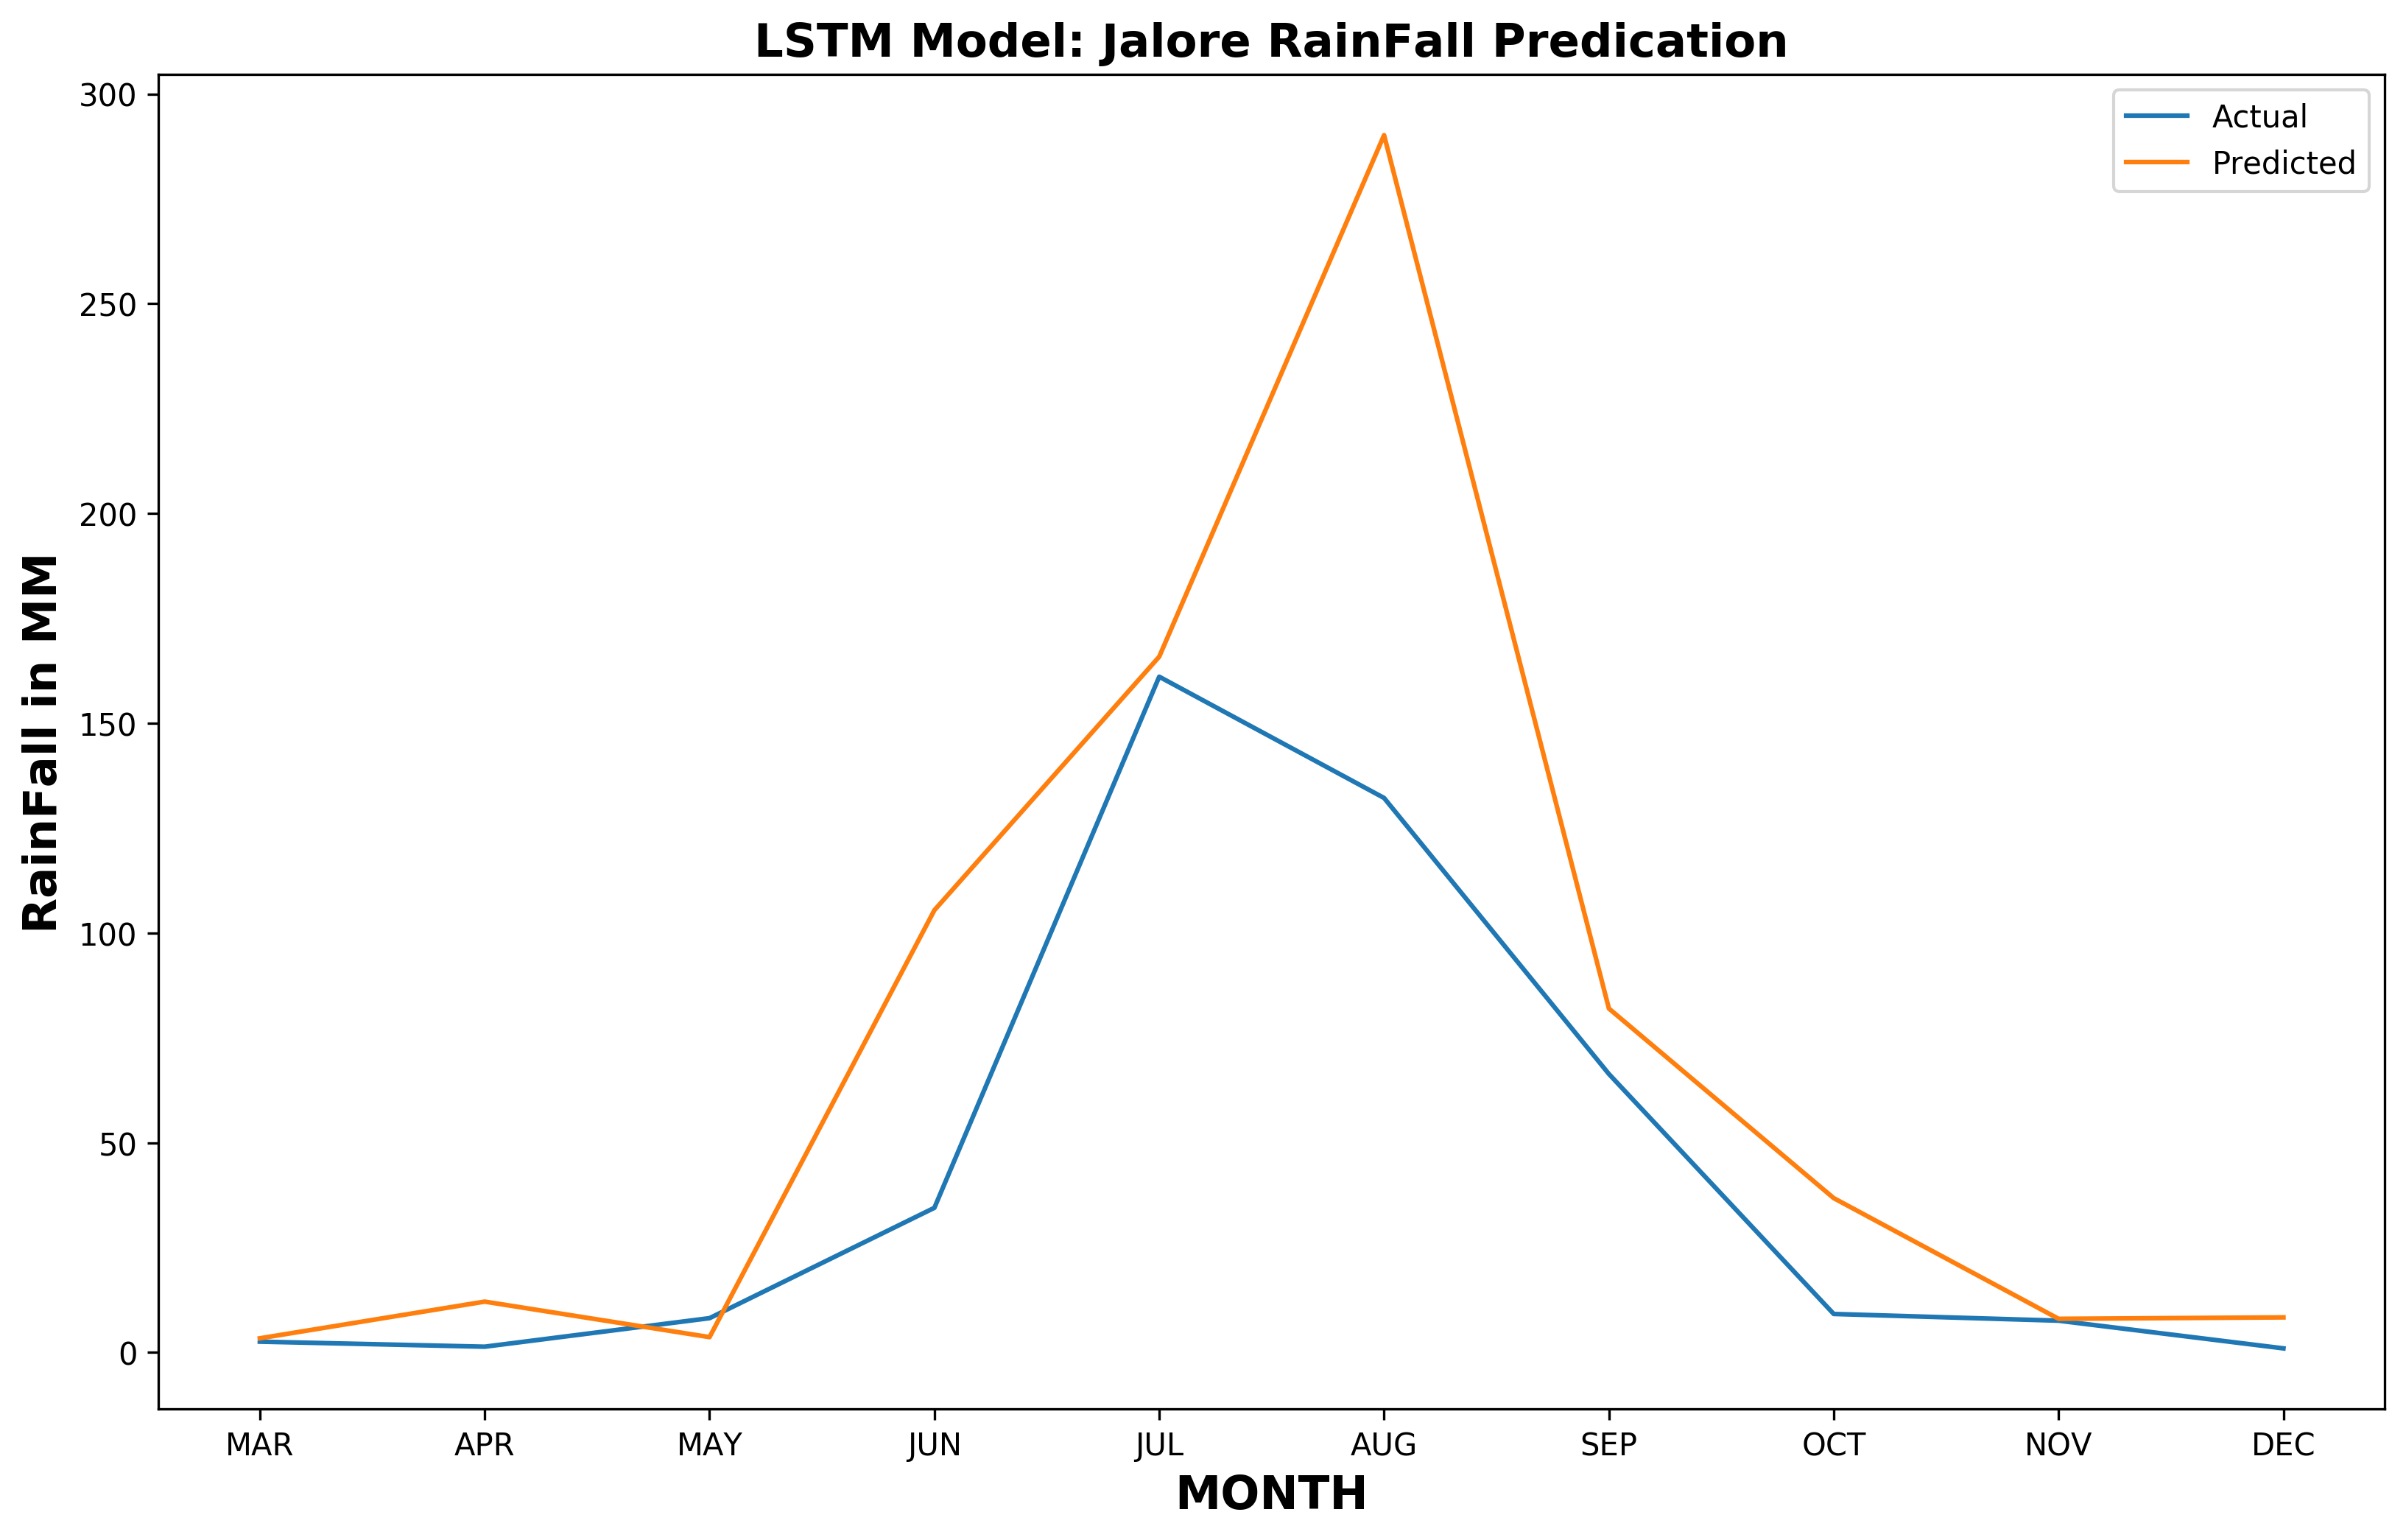 LSTM Model: Jalore RainFall Predication
Actual
Predicted
RainFall in MM
300
250
200
150
100
50
0
MAR APR MAY JUN JUL AUG SEP OCT NOV DEC
MONTH